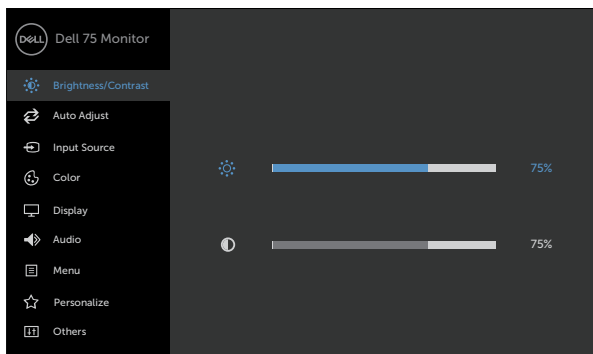 DELL Dell 75 Monitor
Brightness/Contrast
Auto Adjust
Input Source
75%
Color
Display
Audio
75%
Menu
Personalize
Others